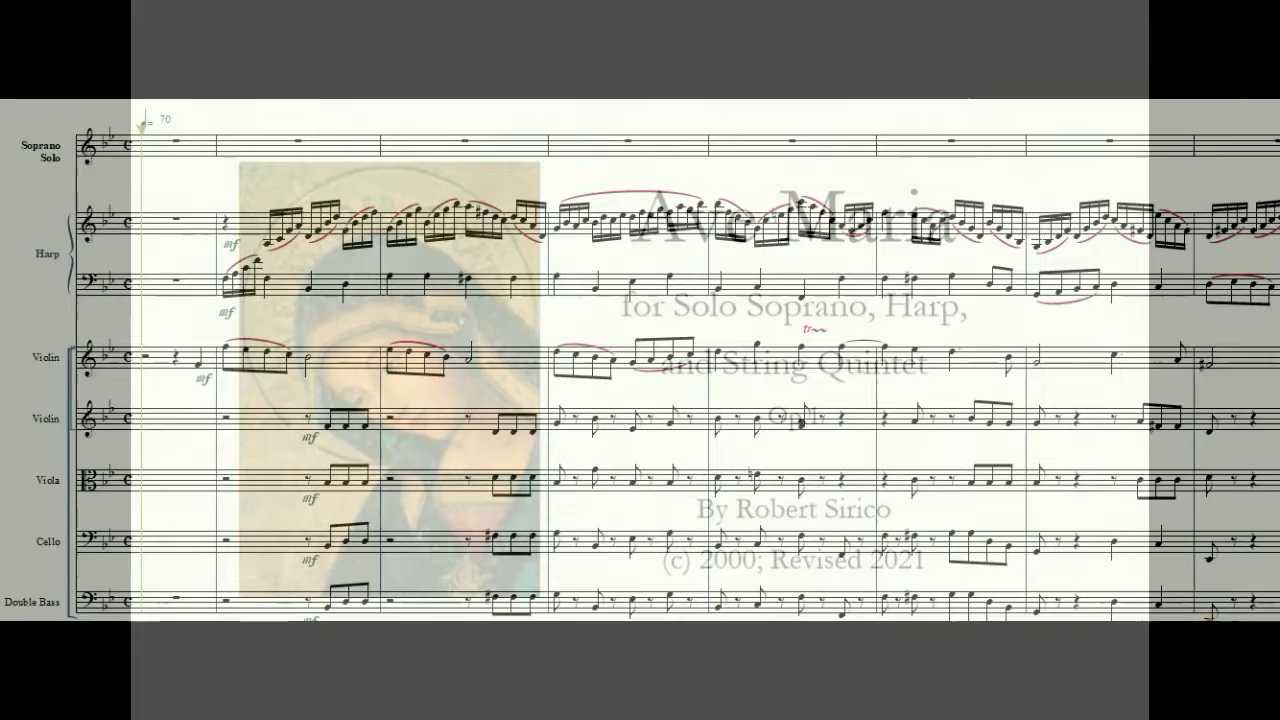 = 70
Soprano
Solo
Harp
mf
mf
Violin
mf
Violin
mf
Viola
mf
Cello
mf
Double Bass
mf
tr
Ave Maria
for Solo Soprano, Harp,
and String Quintet
By Robert Sirico
(c) 2000; Revised 2021